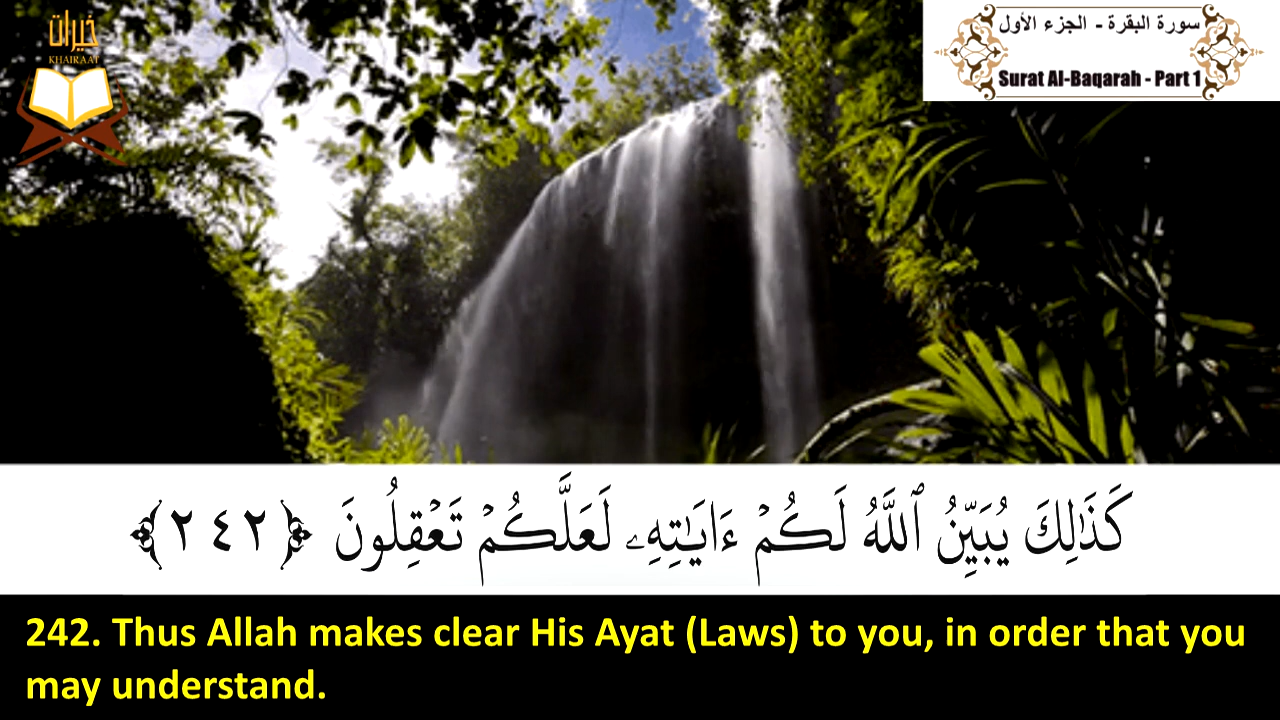 خيرات
KHAIRAAT
سورة البقرة - الجزء الأول
Surat Al-Baqarah - Part 1
كَذَٰلِكَ يُبَيِّنُ ٱللَّهُ لَكُمْ ءَايَـٰتِهِۦ لَعَلَّكُمْ تَعْقِلُونَ ﴿٢٤٢﴾
242. Thus Allah makes clear His Ayat (Laws) to you, in order that you
may understand.